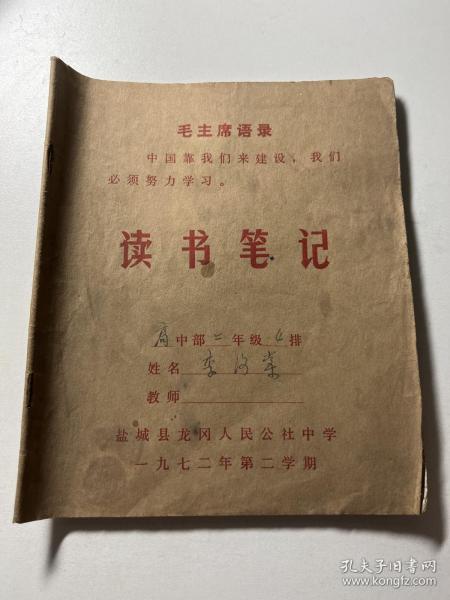 毛主席语录
中国靠我们来建设，我们
必须努力学习。
读书笔记
高中部二年级4排
姓名 李
教师
盐城县龙冈人民公社中学
一九七二年第二学期
孔夫子旧书网
www.kongfz.com